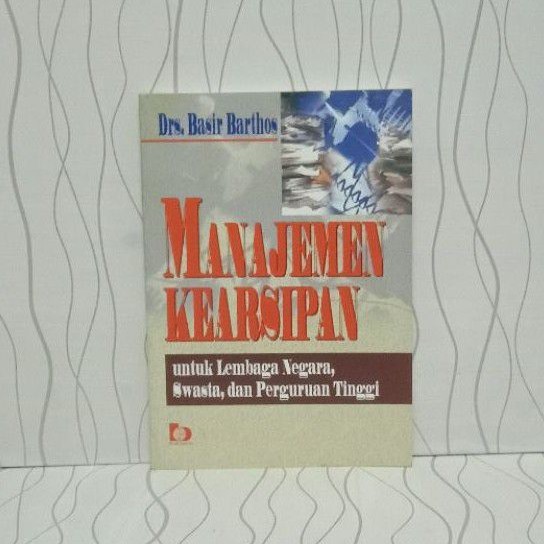 Drs. Basir Barthos
MANAJEMEN
KEARSIPAN
untuk Lembaga Negara,
Swasta, dan Perguruan Tinggi